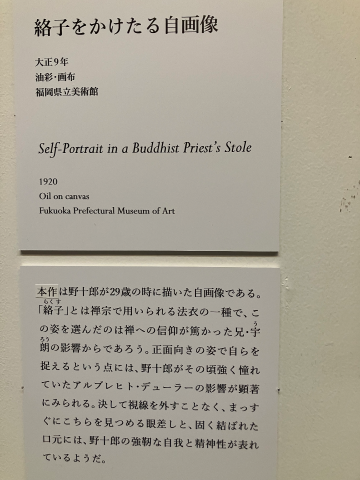 絡子をかけたる自画像
大正9年
油彩・画布
福岡県立美術館
Self-Portrait in a Buddhist Priest's Stole
1920
Oil on canvas
Fukuoka Prefectural Museum of Art
本作は野十郎が29歳の時に描いた自画像である。
らくす
「絡子」とは禅宗で用いられる法衣の一種で、こ
う
の姿を選んだのは禅への信仰が篤かった兄・宇
ろう
朗の影響からであろう。正面向きの姿で自らを
捉えるという点には、野十郎がその頃強く憧れ
ていたアルブレヒト・デューラーの影響が顕著
にみられる。決して視線を外すことなく、まっす
ぐにこちらを見つめる眼差しと、固く結ばれた
口元には、野十郎の強靭な自我と精神性が表れ
ているようだ。